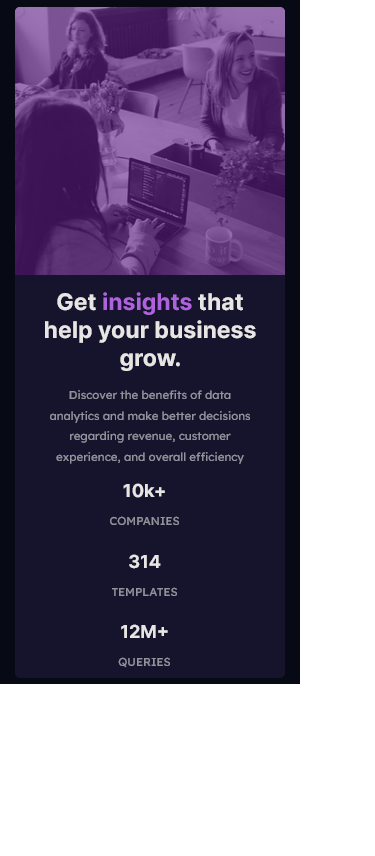 Get insights that
help your business
grow.
Discover the benefits of data
analytics and make better decisions
regarding revenue, customer
experience, and overall efficiency
10k+
COMPANIES
314
TEMPLATES
12M+
QUERIES